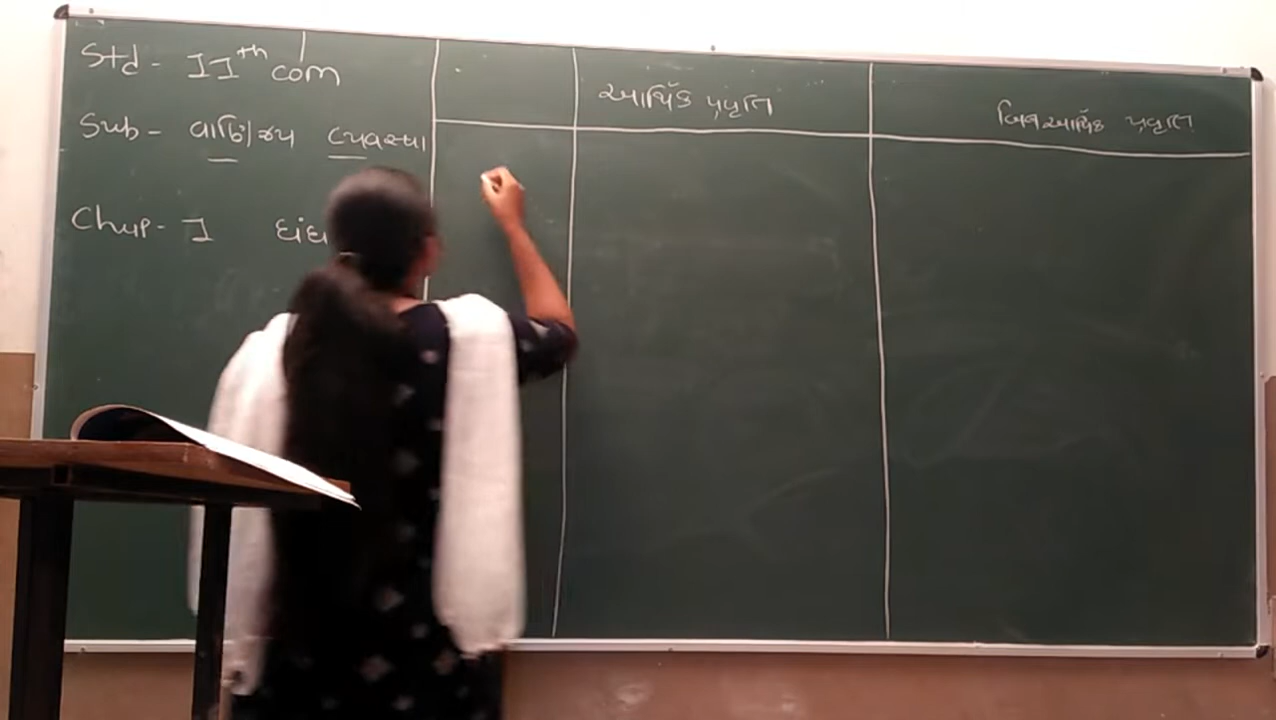 Std - 11th com
Sub - વાણિજ્ય વ્યવસ્થા
Chap - 1 ધંધ
આર્થિક પ્રવૃત્તિ
બિનઆર્થિક પ્રવૃત્તિ